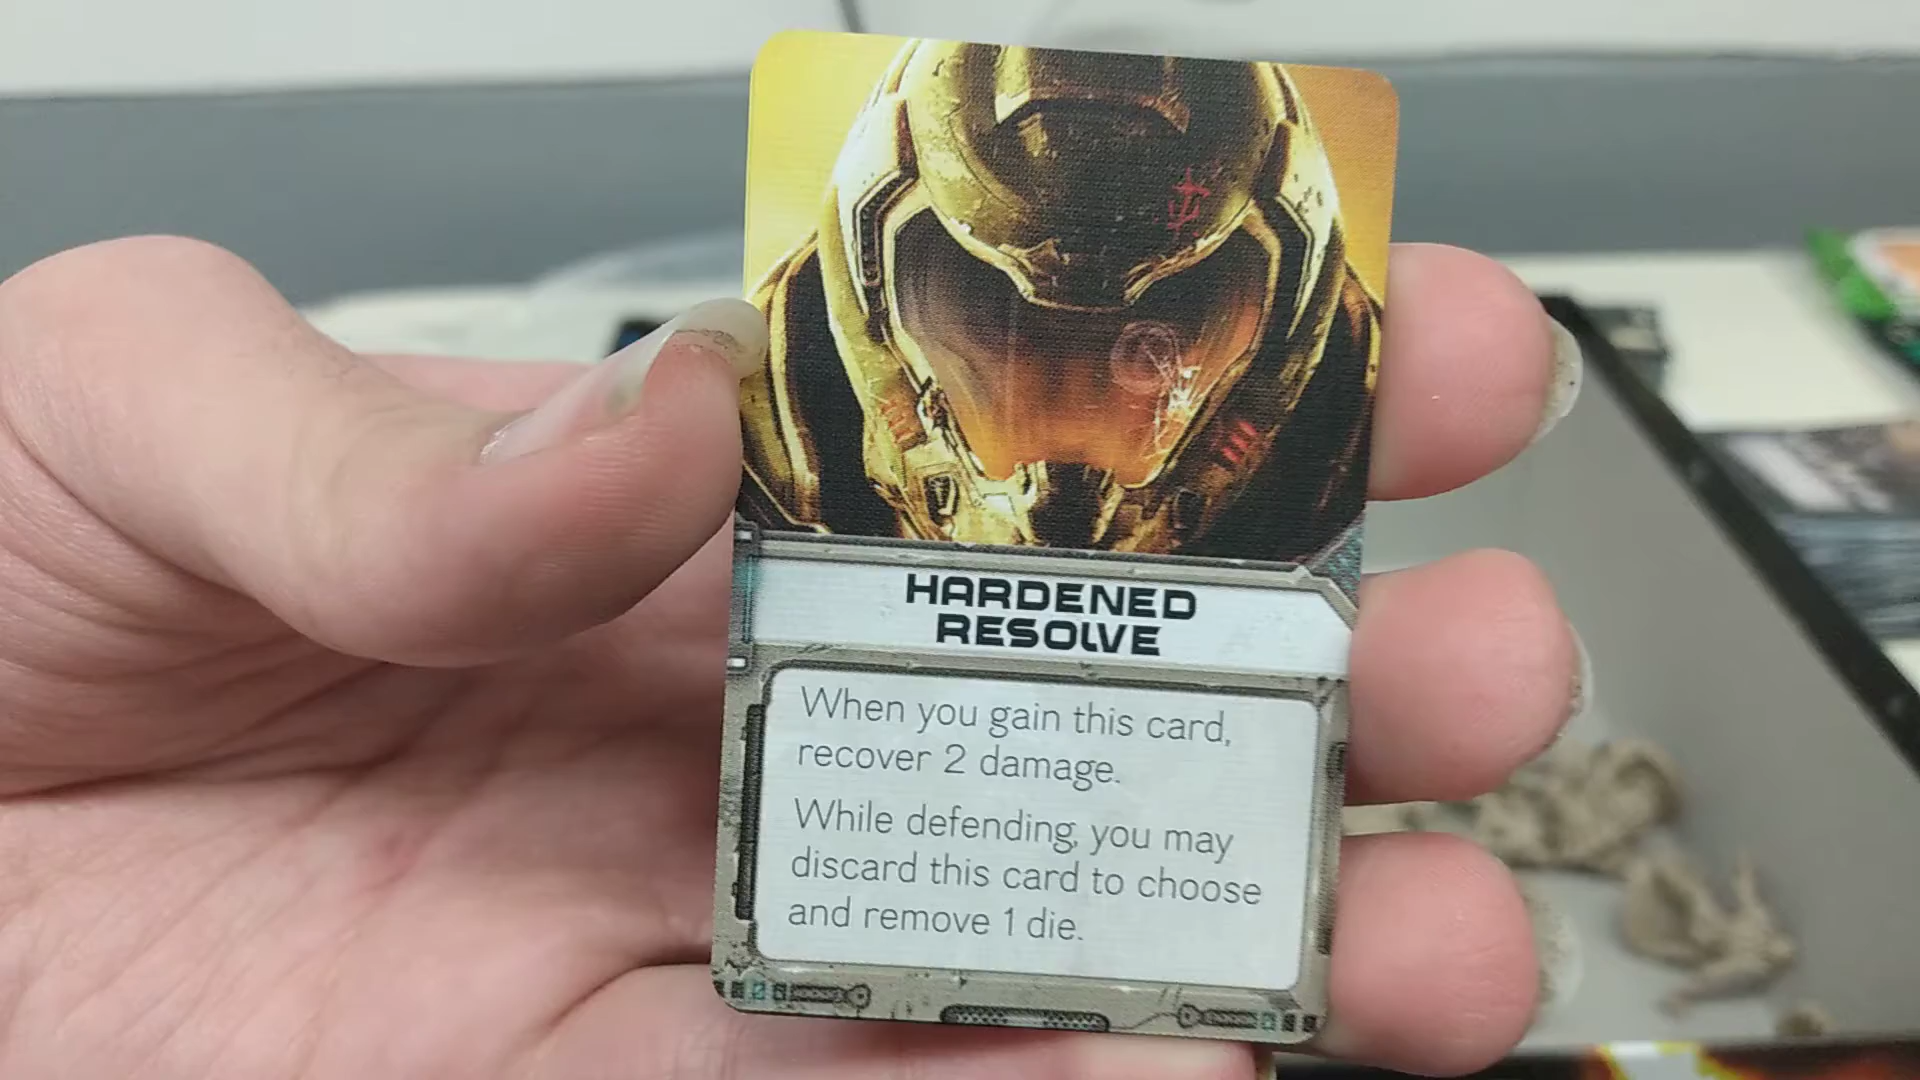 HARDENED
RESOLVE
When you gain this card,
recover 2 damage.
While defending, you may
discard this card to choose
and remove 1 die.